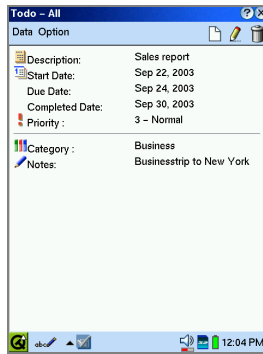 Todo – All
Data Option
Description: Sales report
Start Date: Sep 22, 2003
Due Date: Sep 24, 2003
Completed Date: Sep 30, 2003
Priority : 3 – Normal
Category : Business
Notes: Businesstrip to New York
abc 12:04 PM